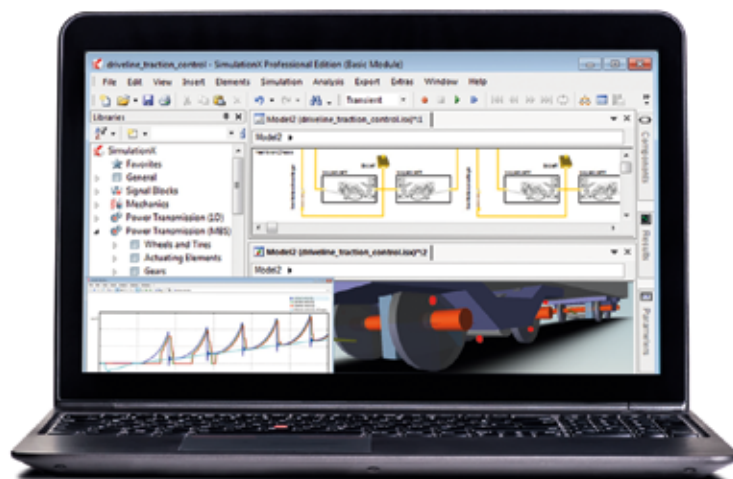 driveline_traction_control - SimulationX Professional Edition (Basic Module)
File Edit View Insert Elements Simulation Analysis Export Extras Window Help
Transient
Libraries
Model2 (driveline_traction_control.isx)*:1
Model2
SimulationX
Favorites
General
Signal Blocks
Mechanics
Power Transmission (1D)
Power Transmission (MBS)
Wheels and Tires
Actuating Elements
Gears
Model2 (driveline_traction_control.isx)*:2
Model2
Components
Results
Parameters